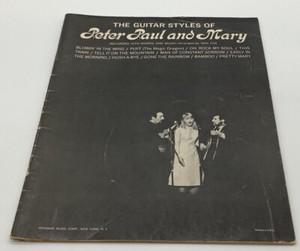 THE GUITAR STYLES OF
Peter Paul and Mary
BLOWIN' IN THE WIND / PUFF (The Magic Dragon) / OH, ROCK MY SOUL / THIS
TRAIN / TELL IT ON THE MOUNTAIN / MAN OF CONSTANT SORROW / EARLY IN
THE MORNING / HUSH-A-BYE / GONE THE RAINBOW / BAMBOO / PRETTY MARY